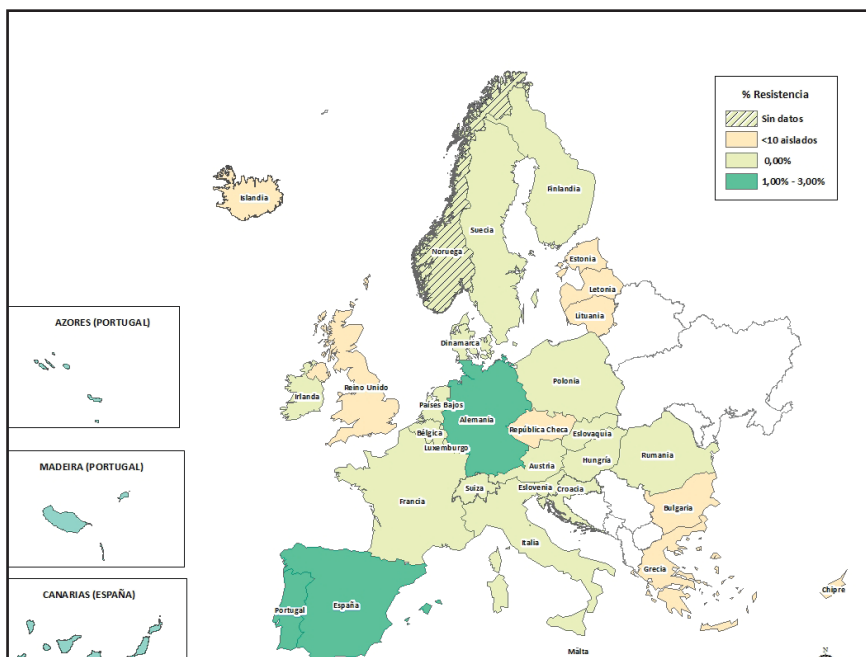 % Resistencia
Sin datos
<10 aislados
0,00%
1,00% - 3,00%
Islandia
Finlandia
Suecia
Noruega
Estonia
Letonia
Lituania
AZORES (PORTUGAL)
Dinamarca
Irlanda
Reino Unido
Polonia
Países Bajos
Alemania
Bélgica
República Checa
Eslovaquia
Luxemburgo
Rumania
Hungría
Austria
MADEIRA (PORTUGAL)
Suiza
Eslovenia
Croacia
Francia
Bulgaria
Italia
Grecia
Chipre
CANARIAS (ESPAÑA)
Portugal
España
Malta
N